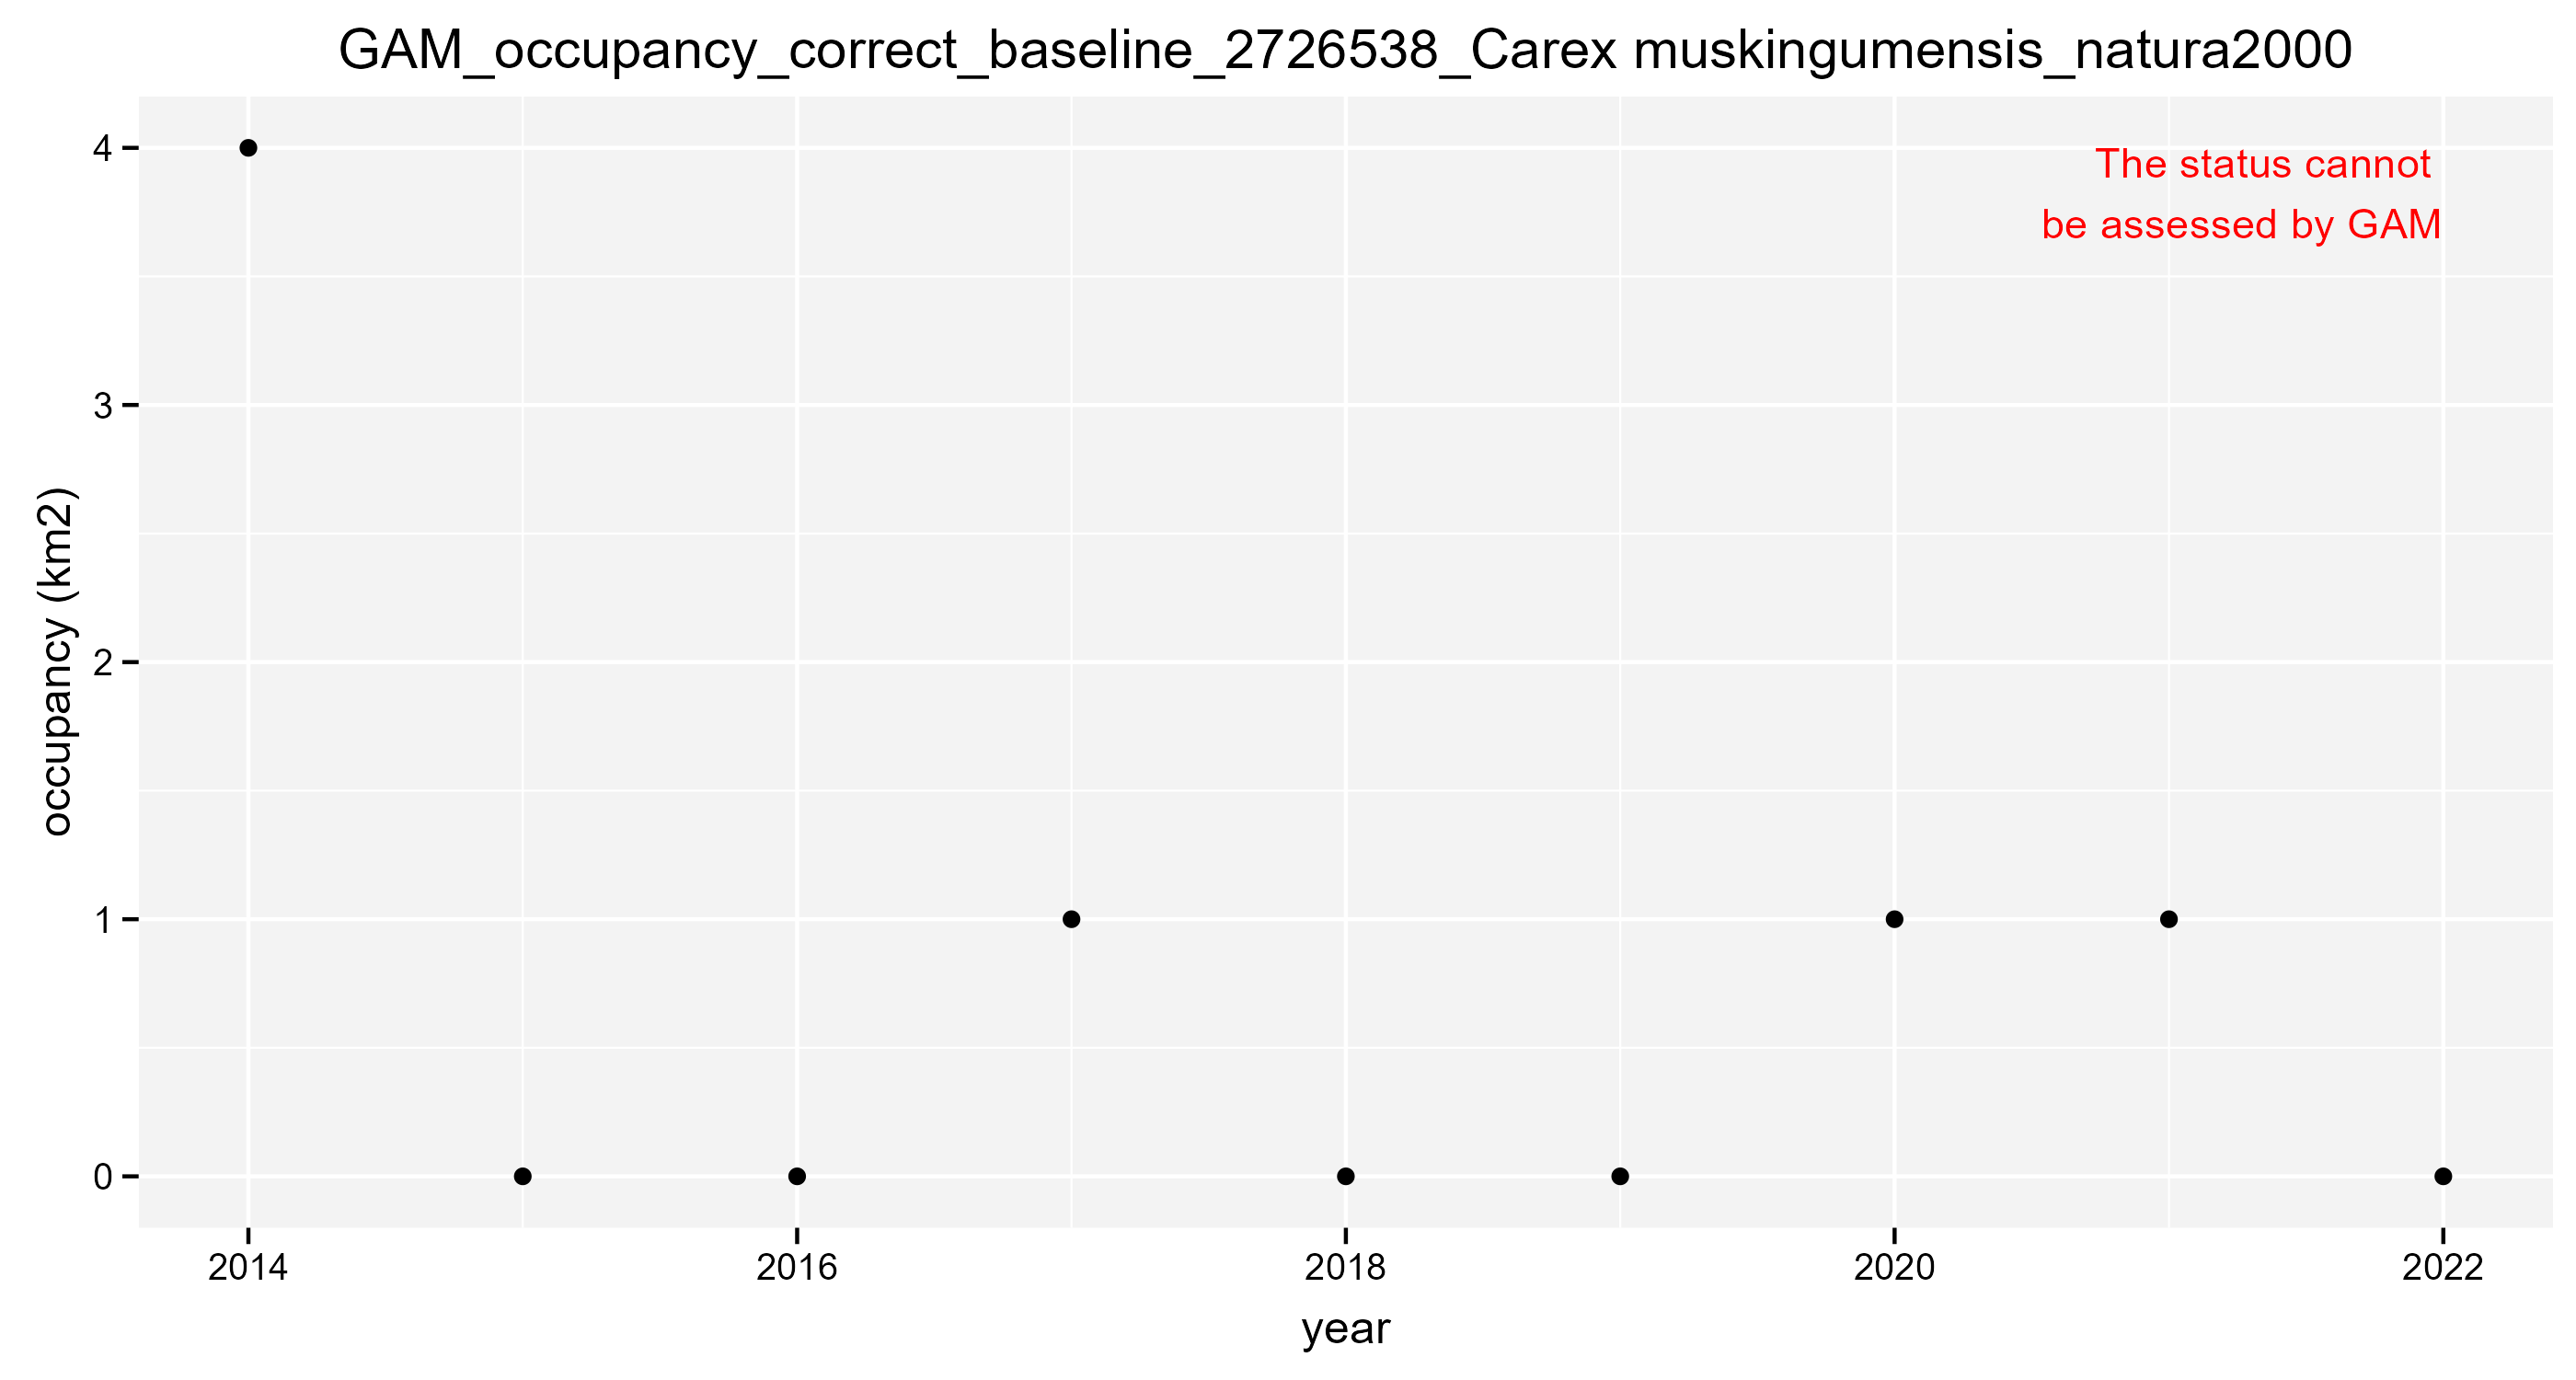 GAM_occupancy_correct_baseline_2726538_Carex muskingumensis_natura2000
The status cannot
be assessed by GAM
occupancy (km2)
4
3
2
1
0
2014 2016 2018 2020 2022
year